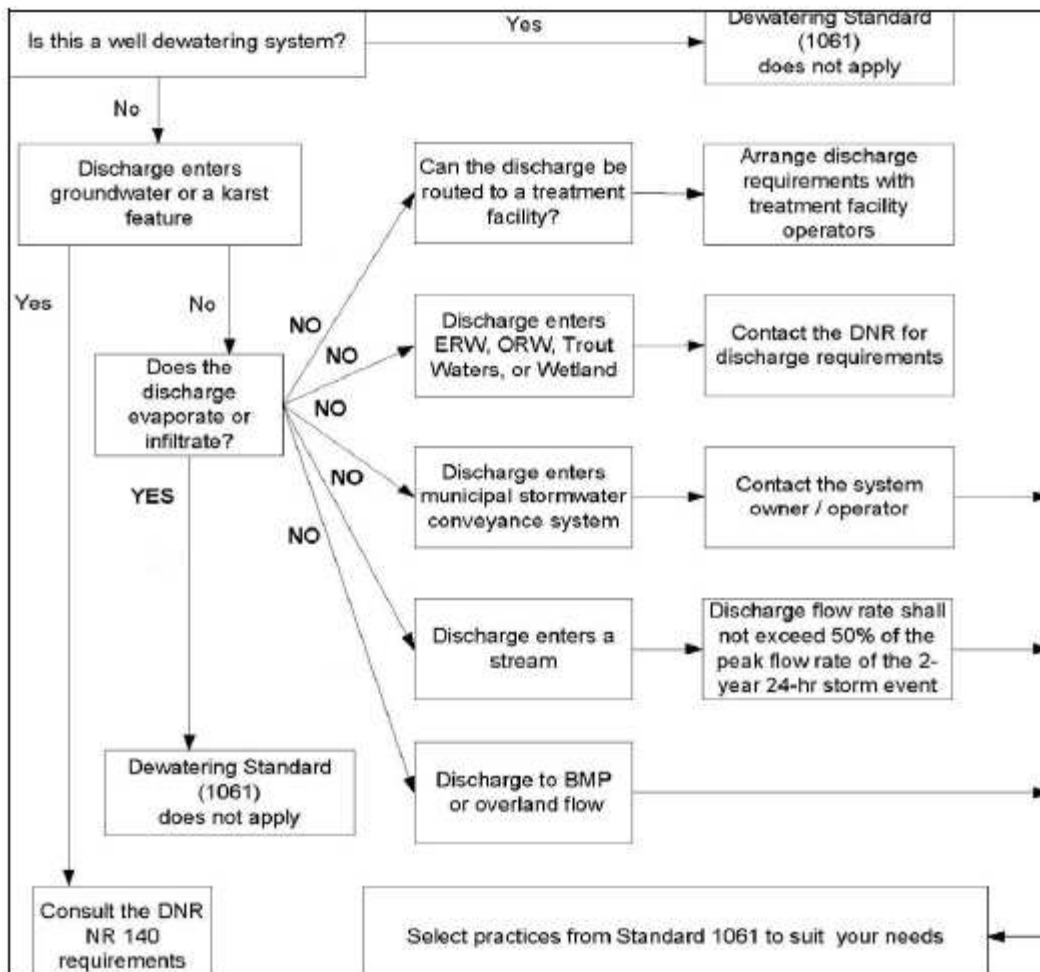 Is this a well dewatering system?
Yes
Dewatering Standard
(1061)
does not apply
No
Discharge enters
groundwater or a karst
feature
Can the discharge be
routed to a treatment
facility?
Arrange discharge
requirements with
treatment facility
operators
Yes
No
NO
NO
NO
NO
NO
Discharge enters
ERW, ORW, Trout
Waters, or Wetland
Contact the DNR for
discharge requirements
Does the
discharge
evaporate or
infiltrate?
YES
Discharge enters
municipal stormwater
conveyance system
Contact the system
owner / operator
Discharge enters a
stream
Discharge flow rate shall
not exceed 50% of the
peak flow rate of the 2-
year 24-hr storm event
Dewatering Standard
(1061)
does not apply
Discharge to BMP
or overland flow
Consult the DNR
NR 140
requirements
Select practices from Standard 1061 to suit your needs